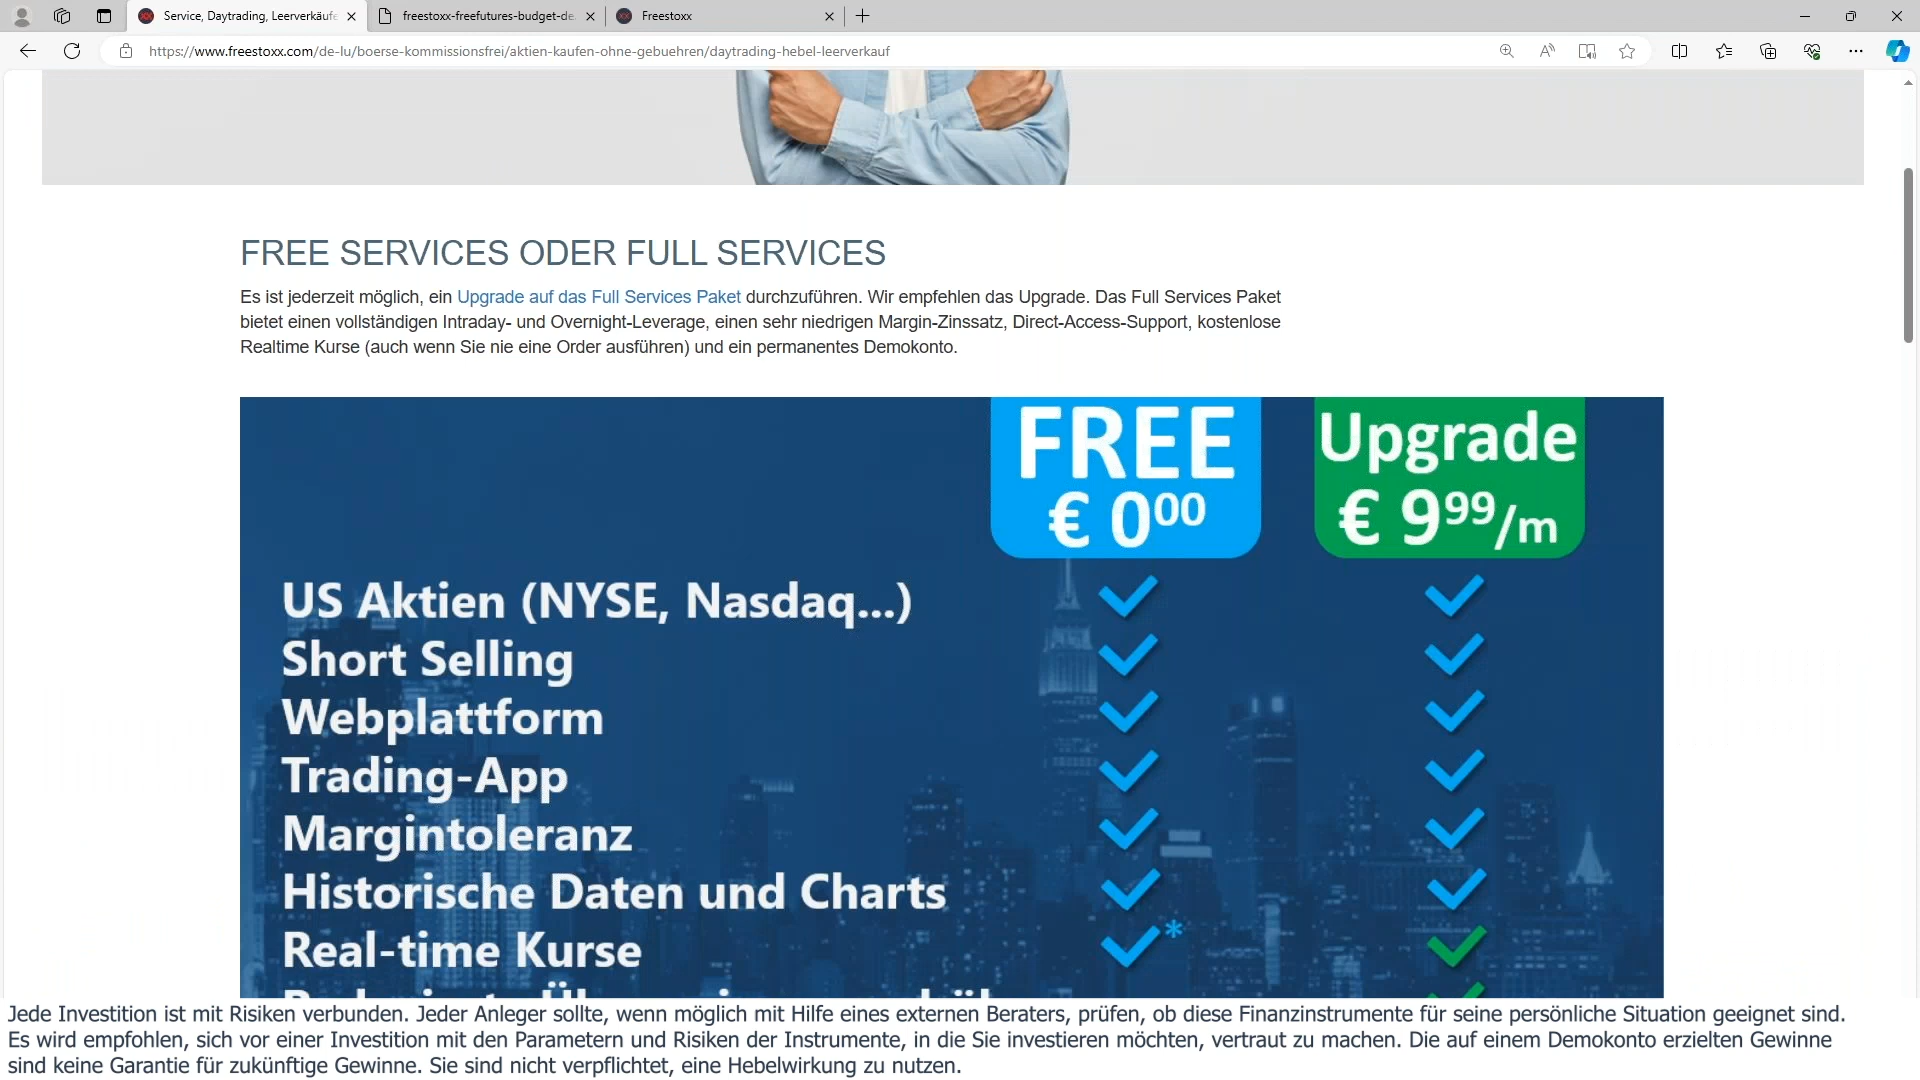 Service, Daytrading, Leerverkäufe
freestoxx-freefutures-budget-de
Freestoxx
https://www.freestoxx.com/de-lu/boerse-kommissionsfrei/aktien-kaufen-ohne-gebuehren/daytrading-hebel-leerverkauf
FREE SERVICES ODER FULL SERVICES
Es ist jederzeit möglich, ein Upgrade auf das Full Services Paket durchzuführen. Wir empfehlen das Upgrade. Das Full Services Paket
bietet einen vollständigen Intraday- und Overnight-Leverage, einen sehr niedrigen Margin-Zinssatz, Direct-Access-Support, kostenlose
Realtime Kurse (auch wenn Sie nie eine Order ausführen) und ein permanentes Demokonto.
FREE
€ 0⁰⁰
Upgrade
€ 9⁹⁹/m
US Aktien (NYSE, Nasdaq...)
Short Selling
Webplattform
Trading-App
Margintoleranz
Historische Daten und Charts
Real-time Kurse
*
Jede Investition ist mit Risiken verbunden. Jeder Anleger sollte, wenn möglich mit Hilfe eines externen Beraters, prüfen, ob diese Finanzinstrumente für seine persönliche Situation geeignet sind.
Es wird empfohlen, sich vor einer Investition mit den Parametern und Risiken der Instrumente, in die Sie investieren möchten, vertraut zu machen. Die auf einem Demokonto erzielten Gewinne
sind keine Garantie für zukünftige Gewinne. Sie sind nicht verpflichtet, eine Hebelwirkung zu nutzen.